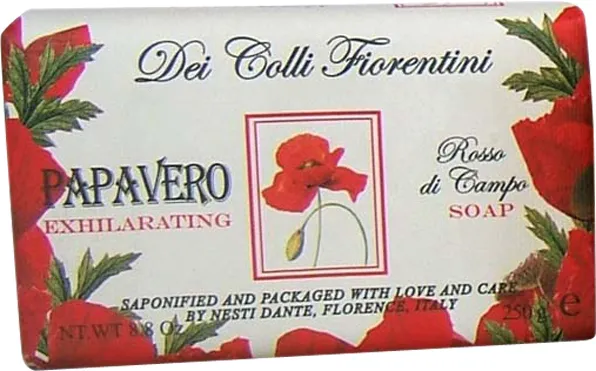 Dei Colli Fiorentini
PAPAVERO
EXHILARATING
Rosso
di Campo
SOAP
SAPONIFIED AND PACKAGED WITH LOVE AND CARE
BY NESTI DANTE, FLORENCE, ITALY
NT.WT 8.8 Oz
250 g e